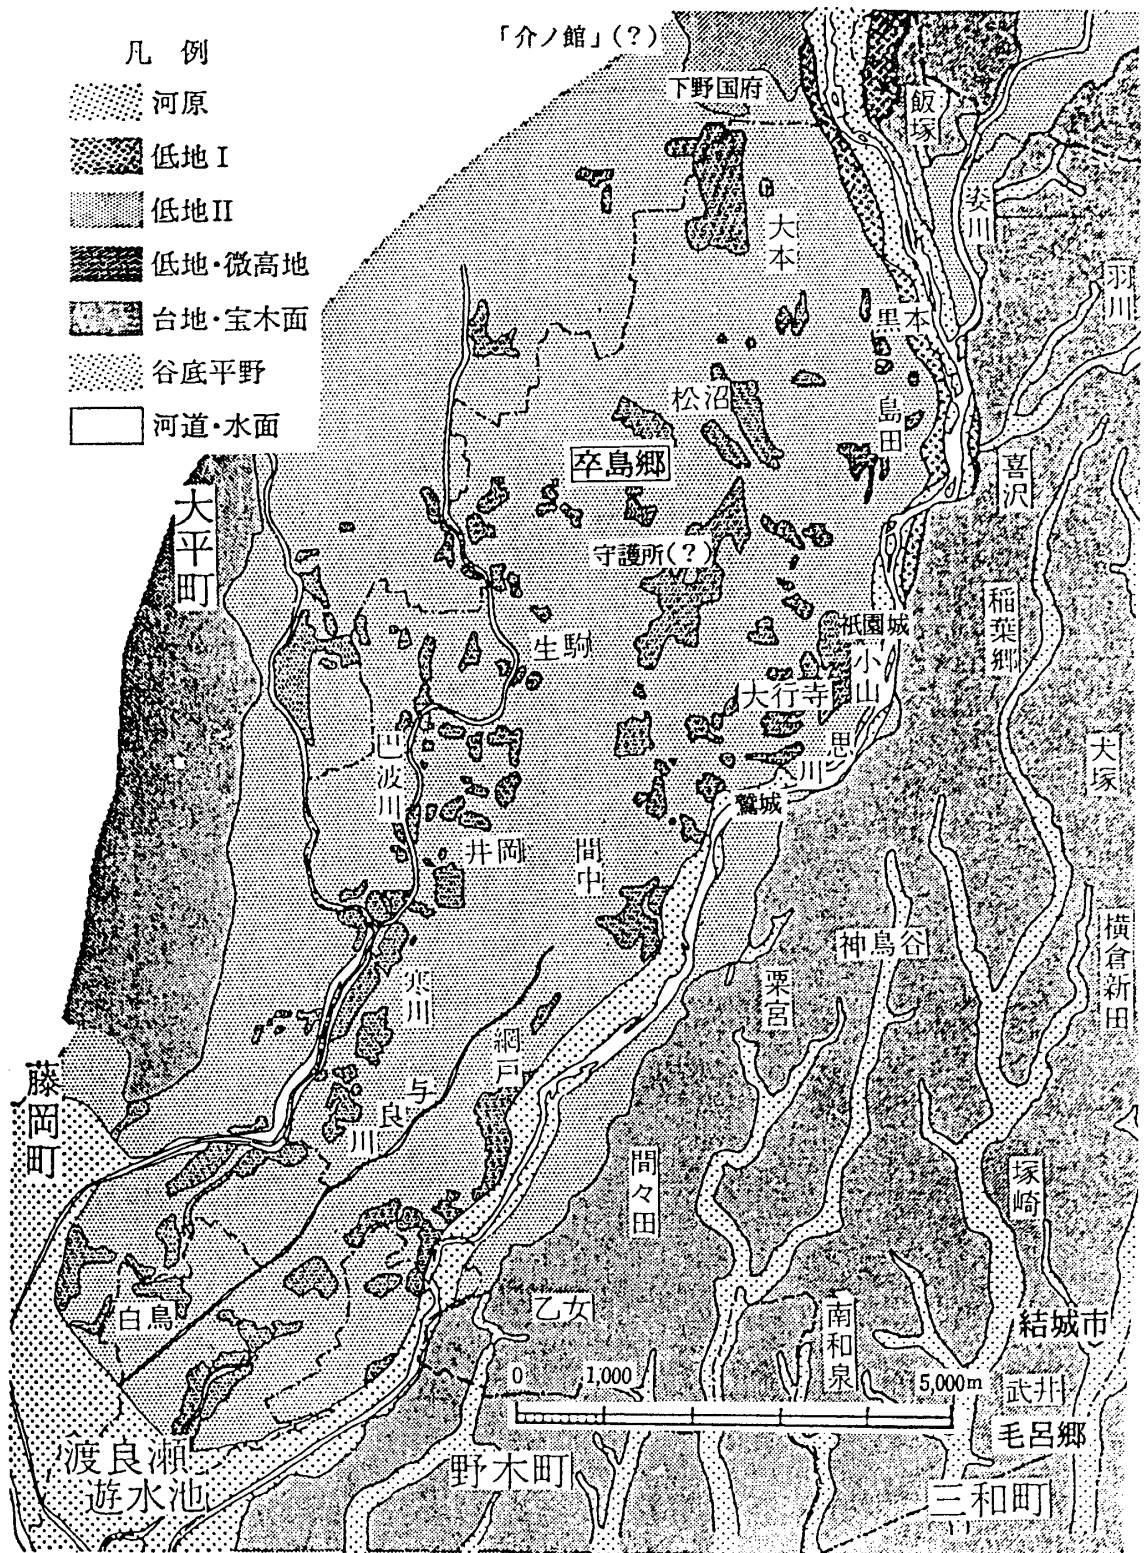 凡 例
河原
低地Ⅰ
低地Ⅱ
低地・微高地
台地・宝木面
谷底平野
河道・水面
「介ノ館」(?)
下野国府
飯塚
姿川
大本
羽川
黒本
松沼
島田
卒島郷
喜沢
大平町
守護所(?)
稲葉郷
祇園城
小山
生駒
大行寺
思川
巴波川
犬塚
鷲城
井岡
間中
神鳥谷
横倉新田
粟宮
寒川
網戸
与良川
藤岡町
間々田
塚崎
白鳥
乙女
南和泉
結城市
0 1,000 5,000m
武井
毛呂郷
渡良瀬
遊水池
野木町
三和町